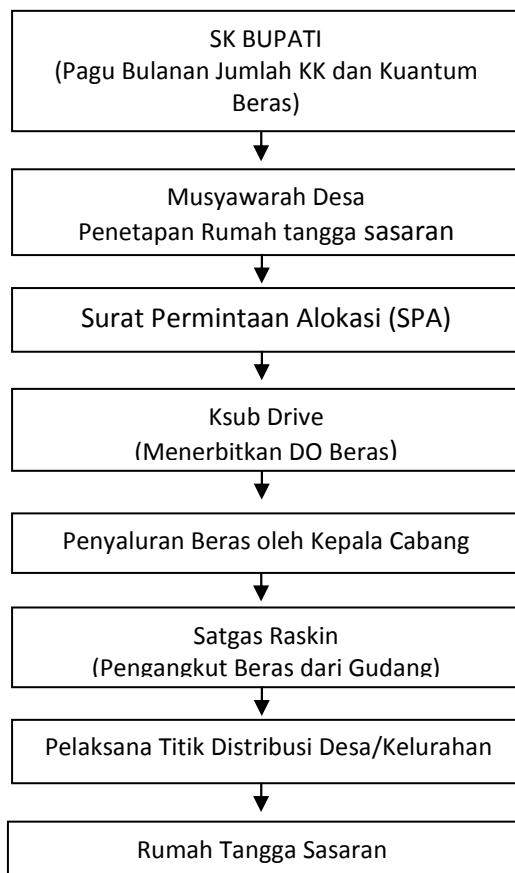 SK BUPATI
(Pagu Bulanan Jumlah KK dan Kuantum
Beras)
Musyawarah Desa
Penetapan Rumah tangga sasaran
Surat Permintaan Alokasi (SPA)
Ksub Drive
(Menerbitkan DO Beras)
Penyaluran Beras oleh Kepala Cabang
Satgas Raskin
(Pengangkut Beras dari Gudang)
Pelaksana Titik Distribusi Desa/Kelurahan
Rumah Tangga Sasaran